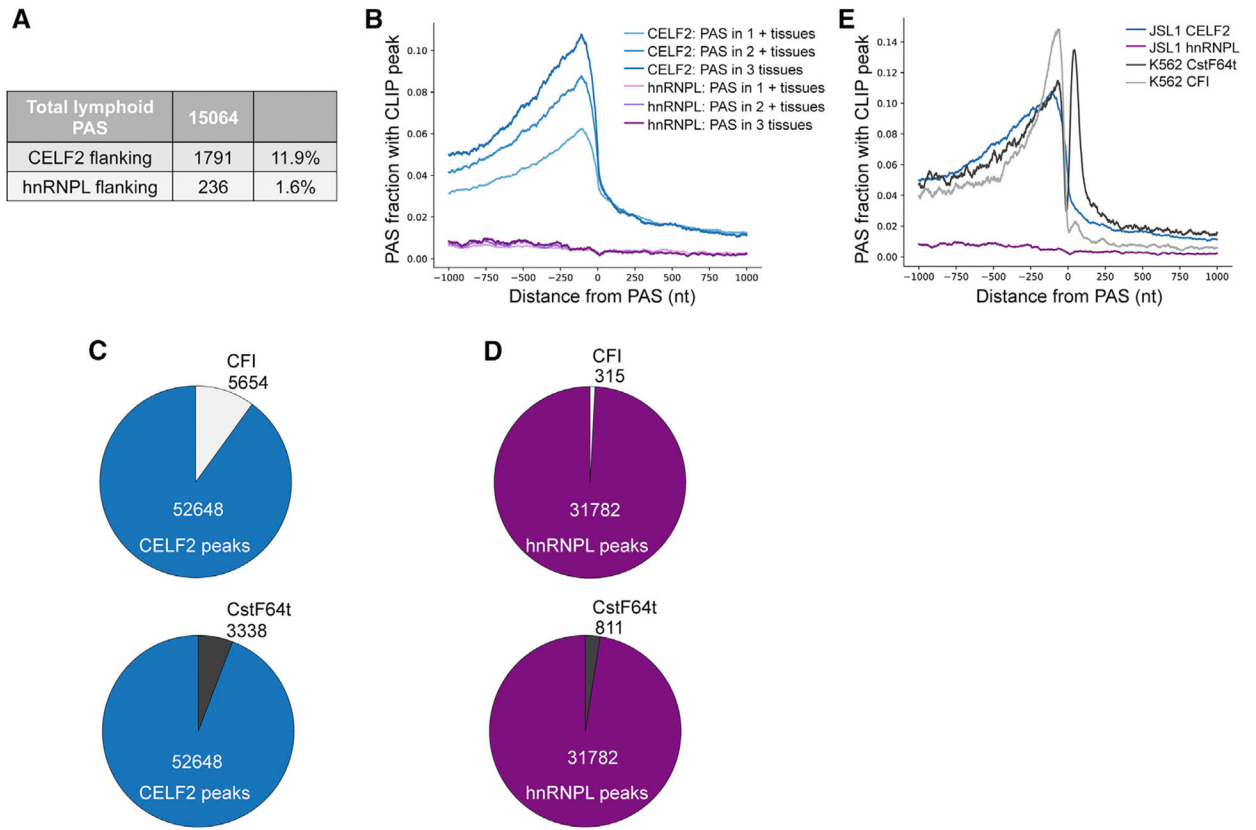 A
Total lymphoid PAS 15064
CELF2 flanking 1791 11.9%
hnRNPL flanking 236 1.6%
B
PAS fraction with CLIP peak
0.10
0.08
0.06
0.04
0.02
0.00
−1000 −750 −500 −250 0 250 500 750 1000
Distance from PAS (nt)
CELF2: PAS in 1 + tissues
CELF2: PAS in 2 + tissues
CELF2: PAS in 3 tissues
hnRNPL: PAS in 1 + tissues
hnRNPL: PAS in 2 + tissues
hnRNPL: PAS in 3 tissues
E
PAS fraction with CLIP peak
0.14
0.12
0.10
0.08
0.06
0.04
0.02
0.00
−1000 −750 −500 −250 0 250 500 750 1000
Distance from PAS (nt)
JSL1 CELF2
JSL1 hnRNPL
K562 CstF64t
K562 CFI
C
CFI
5654
52648
CELF2 peaks
CstF64t
3338
52648
CELF2 peaks
D
CFI
315
31782
hnRNPL peaks
CstF64t
811
31782
hnRNPL peaks